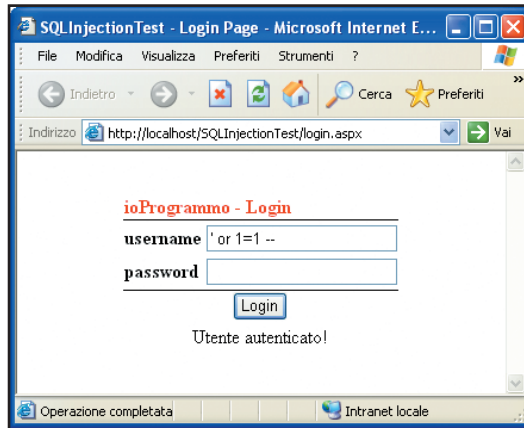 SQLInjectionTest - Login Page - Microsoft Internet E...
File Modifica Visualizza Preferiti Strumenti ?
Indietro Cerca Preferiti »
Indirizzo http://localhost/SQLInjectionTest/login.aspx Vai
ioProgrammo - Login
username ' or 1=1 --
password
Login
Utente autenticato!
Operazione completata Intranet locale